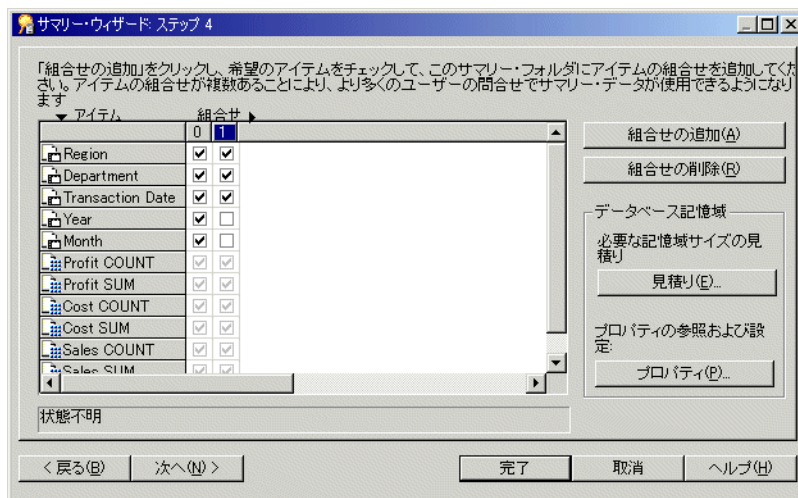 サマリー・ウィザード: ステップ 4
「組合せの追加」をクリックし、希望のアイテムをチェックして、このサマリー・フォルダにアイテムの組合せを追加してくだ
さい。アイテムの組合せが複数あることにより、より多くのユーザーの問合せでサマリー・データが使用できるようになり
ます
アイテム 組合せ
0 1
Region
Department
Transaction Date
Year
Month
Profit COUNT
Profit SUM
Cost COUNT
Cost SUM
Sales COUNT
Sales SUM
組合せの追加(A)
組合せの削除(R)
データベース記憶域
必要な記憶域サイズの見
積り
見積り(E)...
プロパティの参照および設
定:
プロパティ(P)...
状態不明
< 戻る(B)
次へ(N) >
完了
取消
ヘルプ(H)